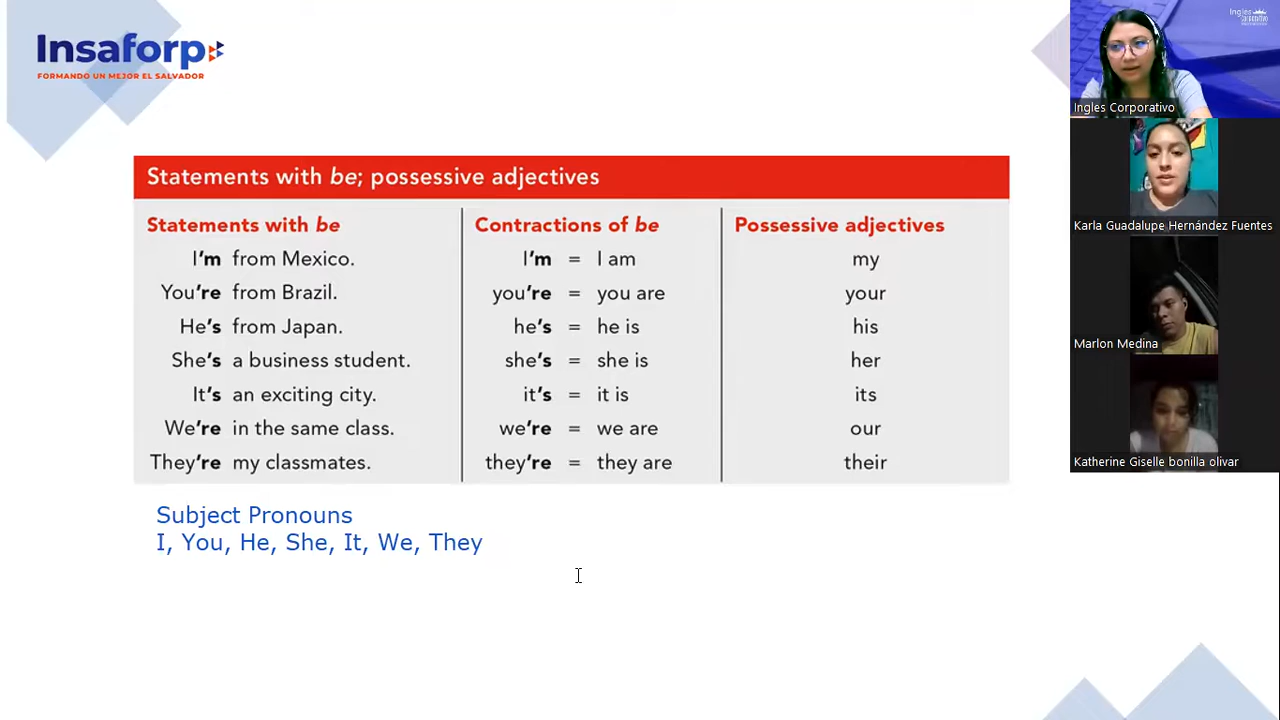 Insaforp
FORMANDO UN MEJOR EL SALVADOR
Statements with be; possessive adjectives
Statements with be Contractions of be Possessive adjectives
I'm from Mexico. I'm = I am my
You're from Brazil. you're = you are your
He's from Japan. he's = he is his
She's a business student. she's = she is her
It's an exciting city. it's = it is its
We're in the same class. we're = we are our
They're my classmates. they're = they are their
Subject Pronouns
I, You, He, She, It, We, They
Ingles Corporativo
Karla Guadalupe Hernández Fuentes
Marlon Medina
Katherine Giselle bonilla olivar